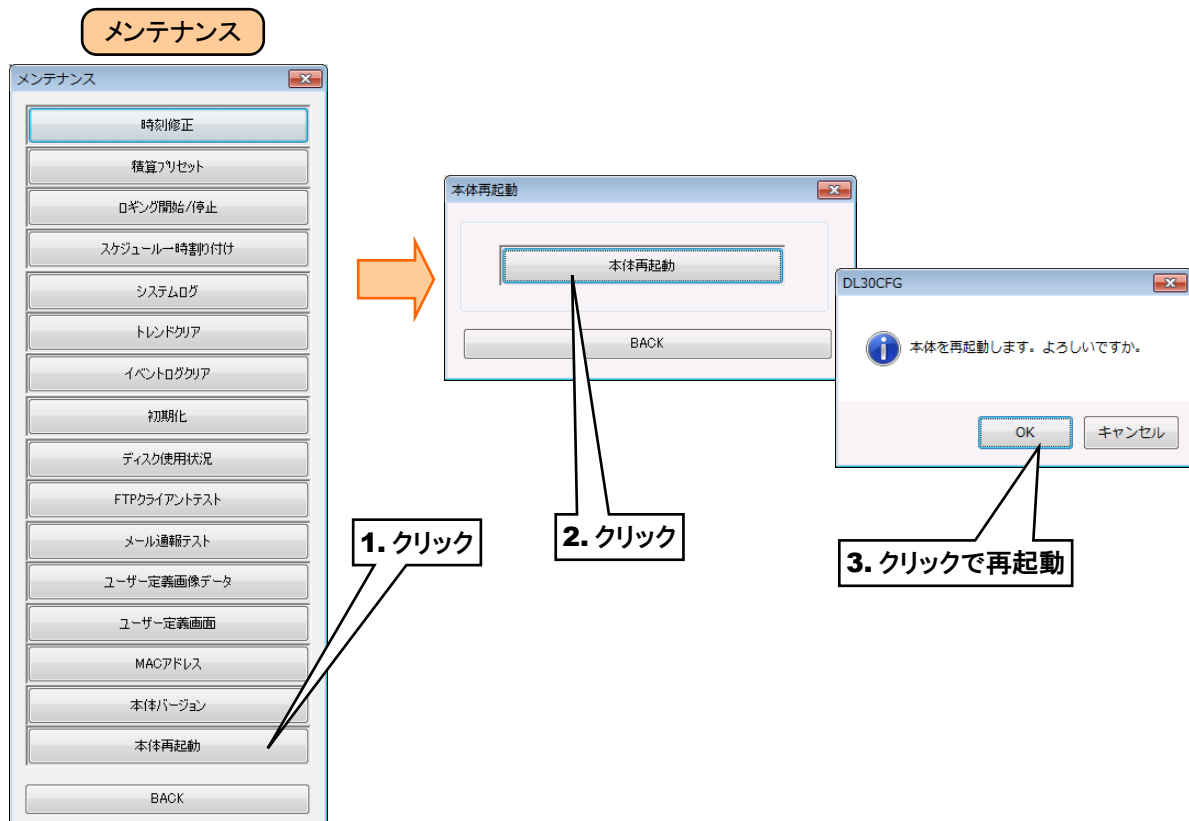 メンテナンス
メンテナンス
時刻修正
積算プリセット
ロギング開始/停止
スケジュール一時割り付け
システムログ
トレンドクリア
イベントログクリア
初期化
ディスク使用状況
FTPクライアントテスト
メール通報テスト
ユーザー定義画像データ
ユーザー定義画面
MACアドレス
本体バージョン
本体再起動
BACK
1. クリック
本体再起動
本体再起動
BACK
2. クリック
DL30CFG
本体を再起動します。よろしいですか。
OK
キャンセル
3. クリックで再起動